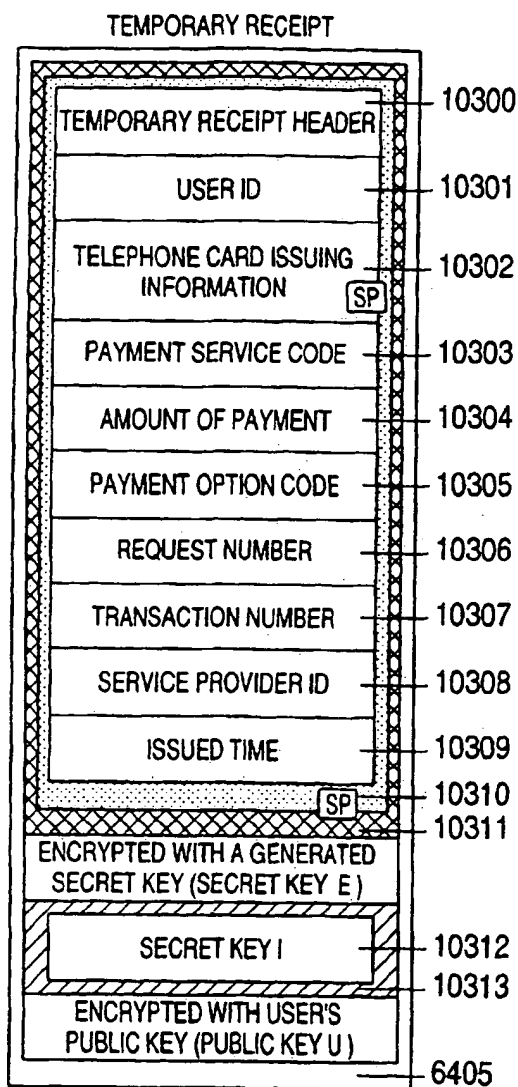 TEMPORARY RECEIPT
TEMPORARY RECEIPT HEADER
10300
USER ID
10301
TELEPHONE CARD ISSUING
INFORMATION
10302
SP
PAYMENT SERVICE CODE
10303
AMOUNT OF PAYMENT
10304
PAYMENT OPTION CODE
10305
REQUEST NUMBER
10306
TRANSACTION NUMBER
10307
SERVICE PROVIDER ID
10308
ISSUED TIME
10309
SP
10310
10311
ENCRYPTED WITH A GENERATED
SECRET KEY (SECRET KEY E)
SECRET KEY I
10312
10313
ENCRYPTED WITH USER'S
PUBLIC KEY (PUBLIC KEY U)
6405